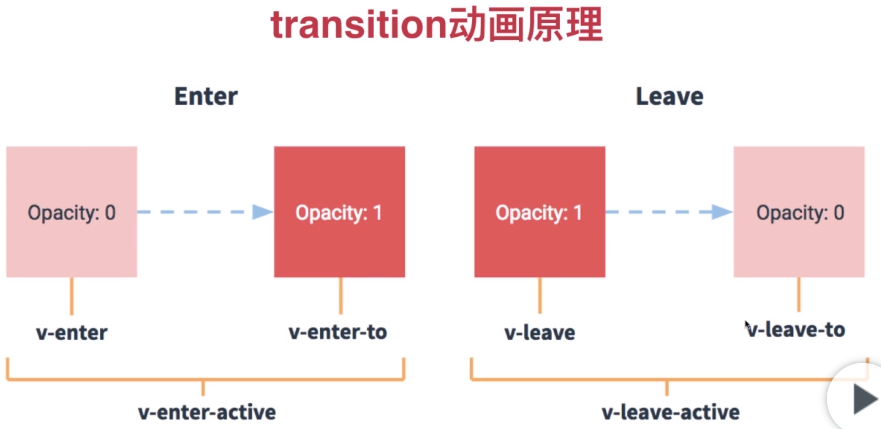 transition动画原理
Enter
Leave
Opacity: 0
Opacity: 1
Opacity: 1
Opacity: 0
v-enter
v-enter-to
v-leave
v-leave-to
v-enter-active
v-leave-active